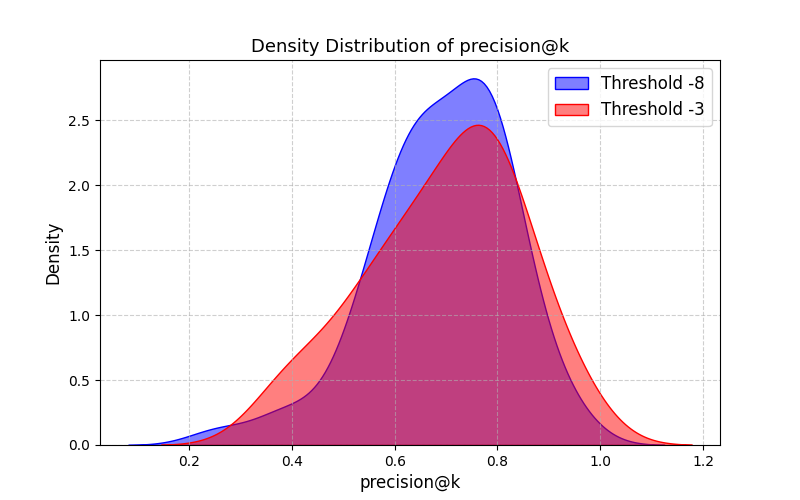 Density Distribution of precision@k
Threshold -8
Threshold -3
Density
2.5
2.0
1.5
1.0
0.5
0.0
0.2 0.4 0.6 0.8 1.0 1.2
precision@k